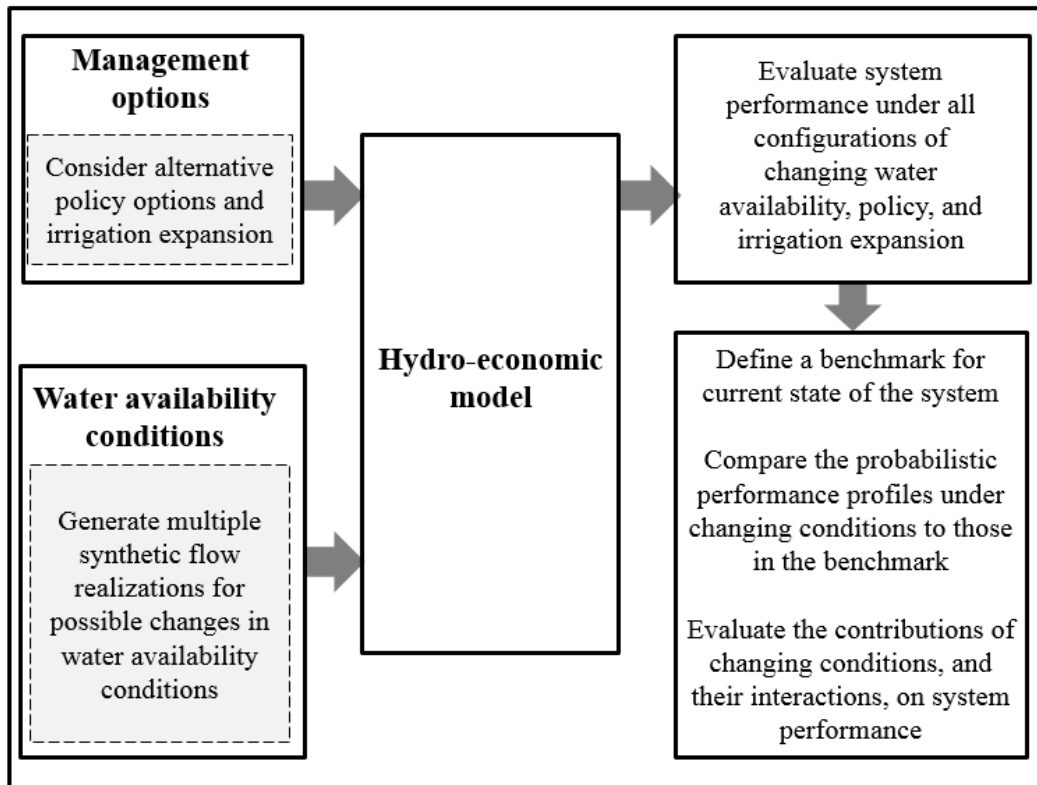 Management
options
Consider alternative
policy options and
irrigation expansion
Water availability
conditions
Generate multiple
synthetic flow
realizations for
possible changes in
water availability
conditions
Hydro-economic
model
Evaluate system
performance under all
configurations of
changing water
availability, policy, and
irrigation expansion
Define a benchmark for
current state of the system
Compare the probabilistic
performance profiles under
changing conditions to those
in the benchmark
Evaluate the contributions of
changing conditions, and
their interactions, on system
performance